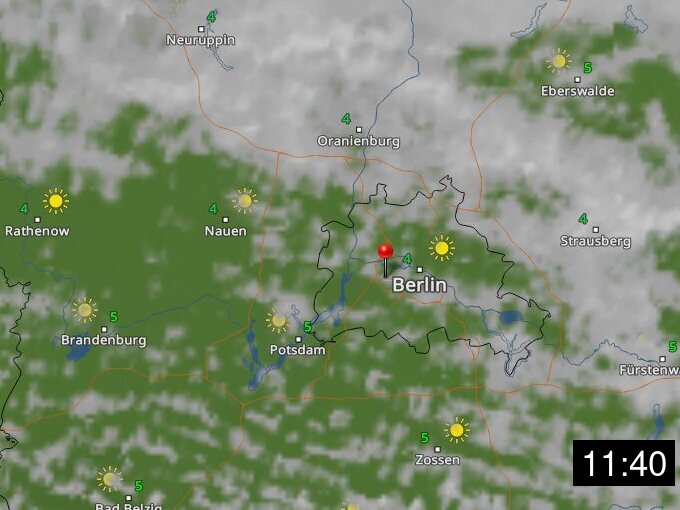 4
Neuruppin
5
Eberswalde
4
Oranienburg
4
Rathenow
4
Nauen
4
Strausberg
4
Berlin
5
Brandenburg
5
Potsdam
5
Fürstenwa
5
Zossen
11:40
5
Bad Belzig